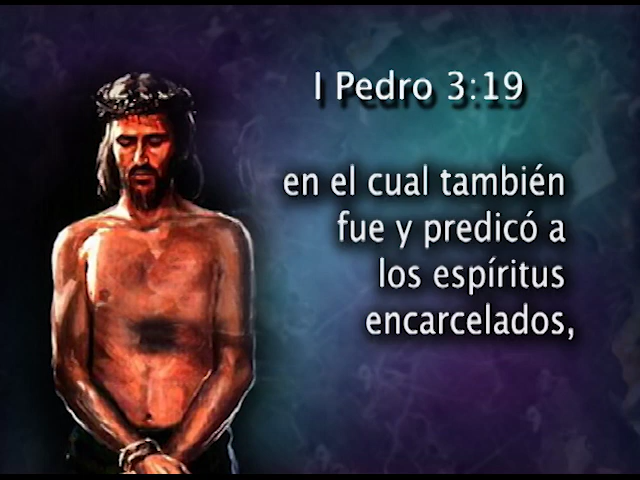 I Pedro 3:19
en el cual también
fue y predicó a
los espíritus
encarcelados,